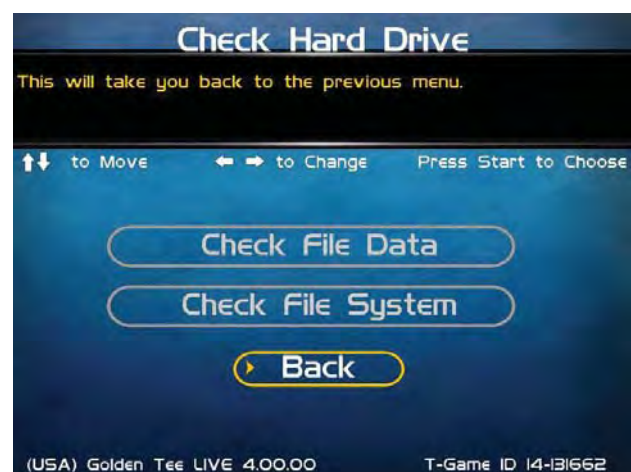 Check Hard Drive
This will take you back to the previous menu.
to Move to Change Press Start to Choose
Check File Data
Check File System
Back
(USA) Golden Tee LIVE 4.00.00 T-Game ID 14-131662